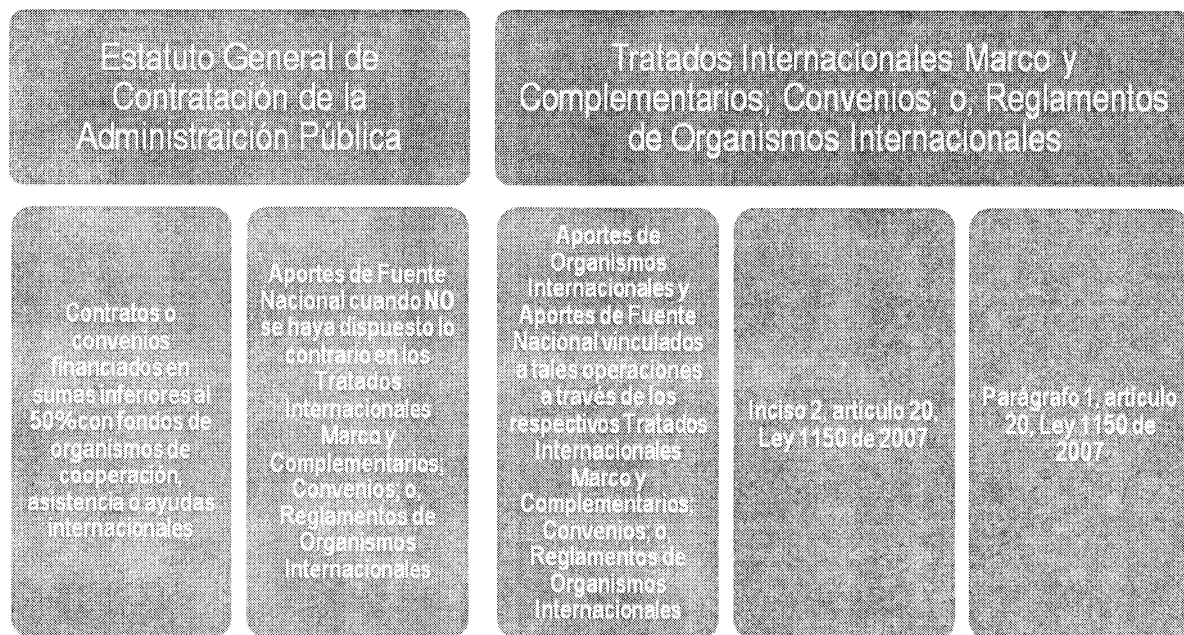 Estatuto General de
Contratación de la
Administraición Pública
Tratados Internacionales Marco y
Complementarios; Convenios; o, Reglamentos
de Organismos Internacionales
Contratos o
convenios
financiados en
sumas inferiores al
50% con fondos de
organismos de
cooperación,
asistencia o ayudas
internacionales
Aportes de Fuente
Nacional cuando NO
se haya dispuesto lo
contrario en los
Tratados
Internacionales
Marco y
Complementarios;
Convenios; o,
Reglamentos de
Organismos
Internacionales
Aportes de
Organismos
Internacionales y
Aportes de Fuente
Nacional vinculados
a tales operaciones
a través de los
respectivos Tratados
Internacionales
Marco y
Complementarios;
Convenios; o
Reglamentos de
Organismos
Internacionales
Inciso 2, artículo 20,
Ley 1150 de 2007
Parágrafo 1, artículo
20, Ley 1150 de
2007